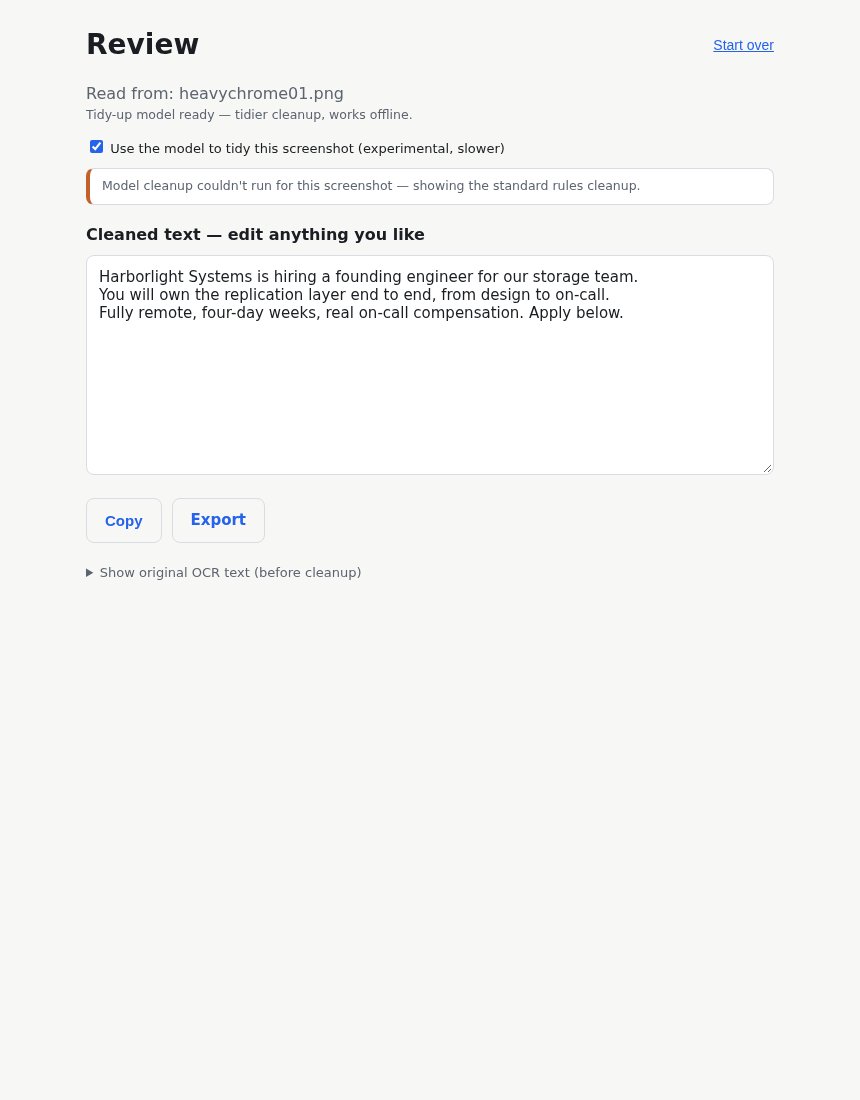 Review
Start over
Read from: heavychrome01.png
Tidy-up model ready — tidier cleanup, works offline.
Use the model to tidy this screenshot (experimental, slower)
Model cleanup couldn't run for this screenshot — showing the standard rules cleanup.
Cleaned text — edit anything you like
Harborlight Systems is hiring a founding engineer for our storage team.
You will own the replication layer end to end, from design to on-call.
Fully remote, four-day weeks, real on-call compensation. Apply below.
Copy
Export
Show original OCR text (before cleanup)